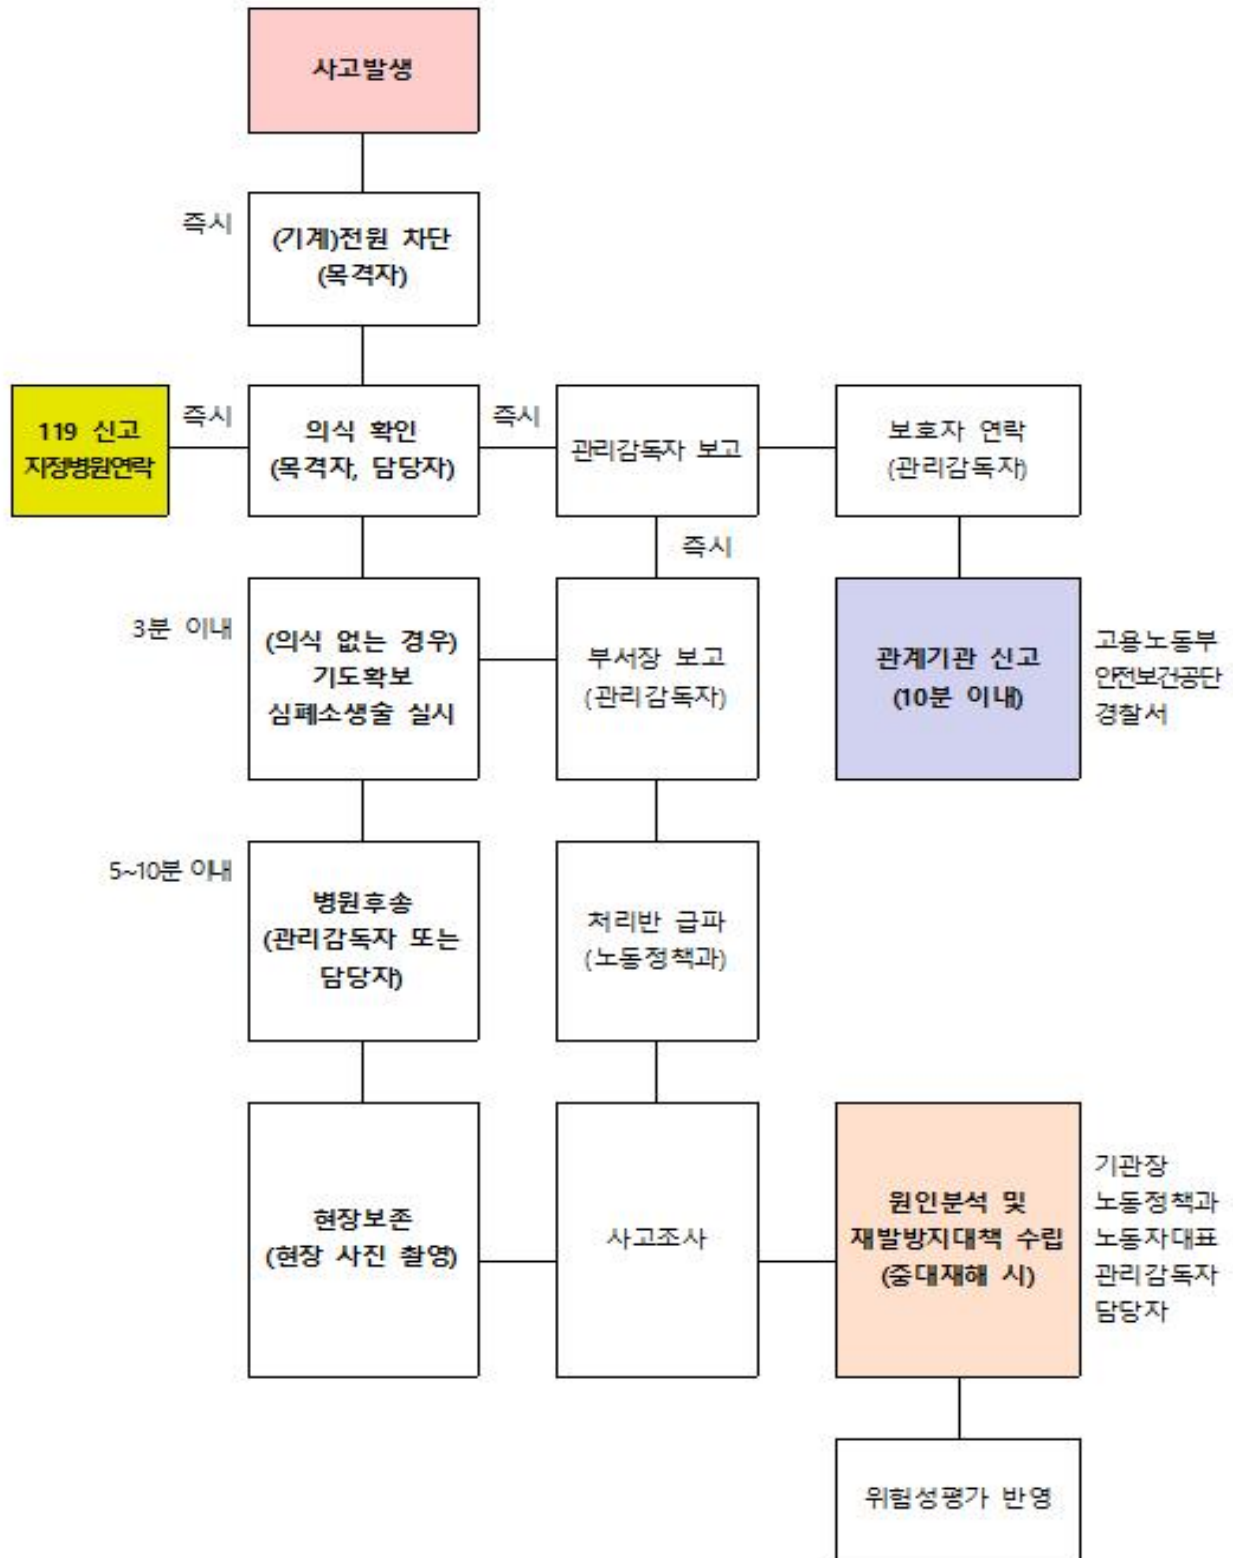 사고발생
즉시
(기계)전원 차단
(목격자)
119 신고
지정병원연락
즉시
의식 확인
(목격자, 담당자)
즉시
관리감독자 보고
보호자 연락
(관리감독자)
즉시
3분 이내
(의식 없는 경우)
기도확보
심폐소생술 실시
부서장 보고
(관리감독자)
관계기관 신고
(10분 이내)
고용노동부
안전보건공단
경찰서
5~10분 이내
병원후송
(관리감독자 또는
담당자)
처리반 급파
(노동정책과)
현장보존
(현장 사진 촬영)
사고조사
원인분석 및
재발방지대책 수립
(중대재해 시)
기관장
노동정책과
노동자대표
관리감독자
담당자
위험성평가 반영